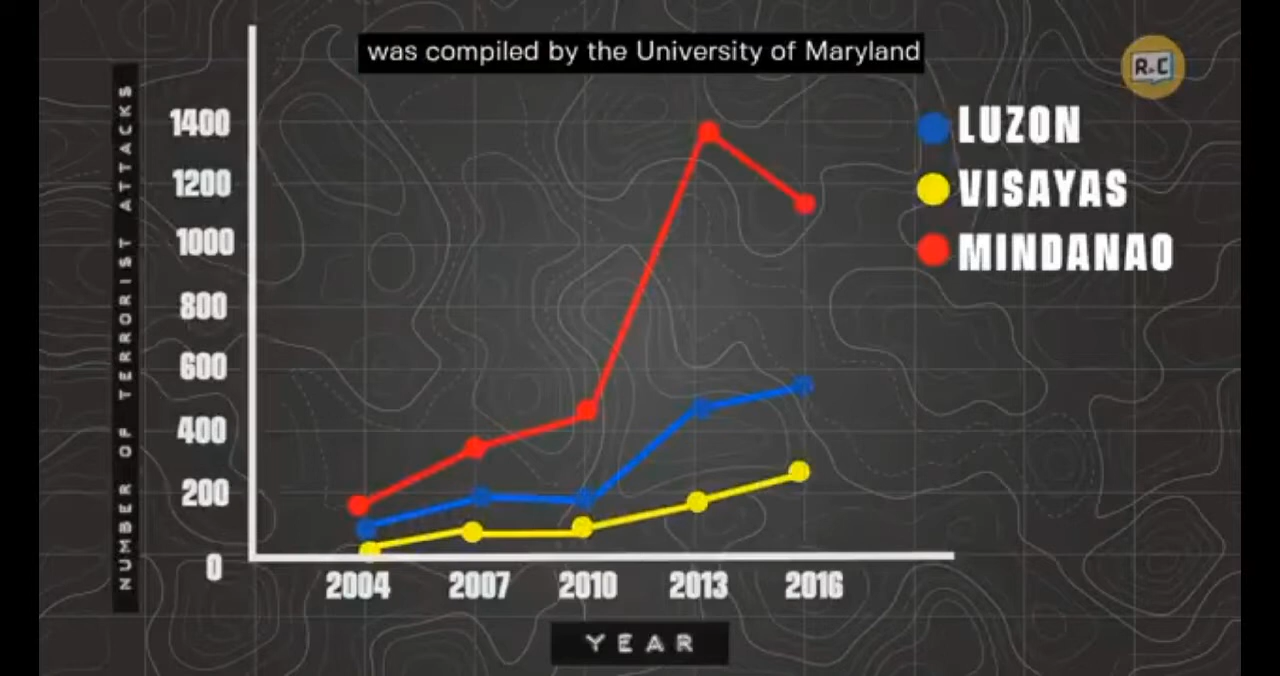 was compiled by the University of Maryland
R&C
NUMBER OF TERRORIST ATTACKS
1400
1200
1000
800
600
400
200
0
LUZON
VISAYAS
MINDANAO
2004 2007 2010 2013 2016
YEAR